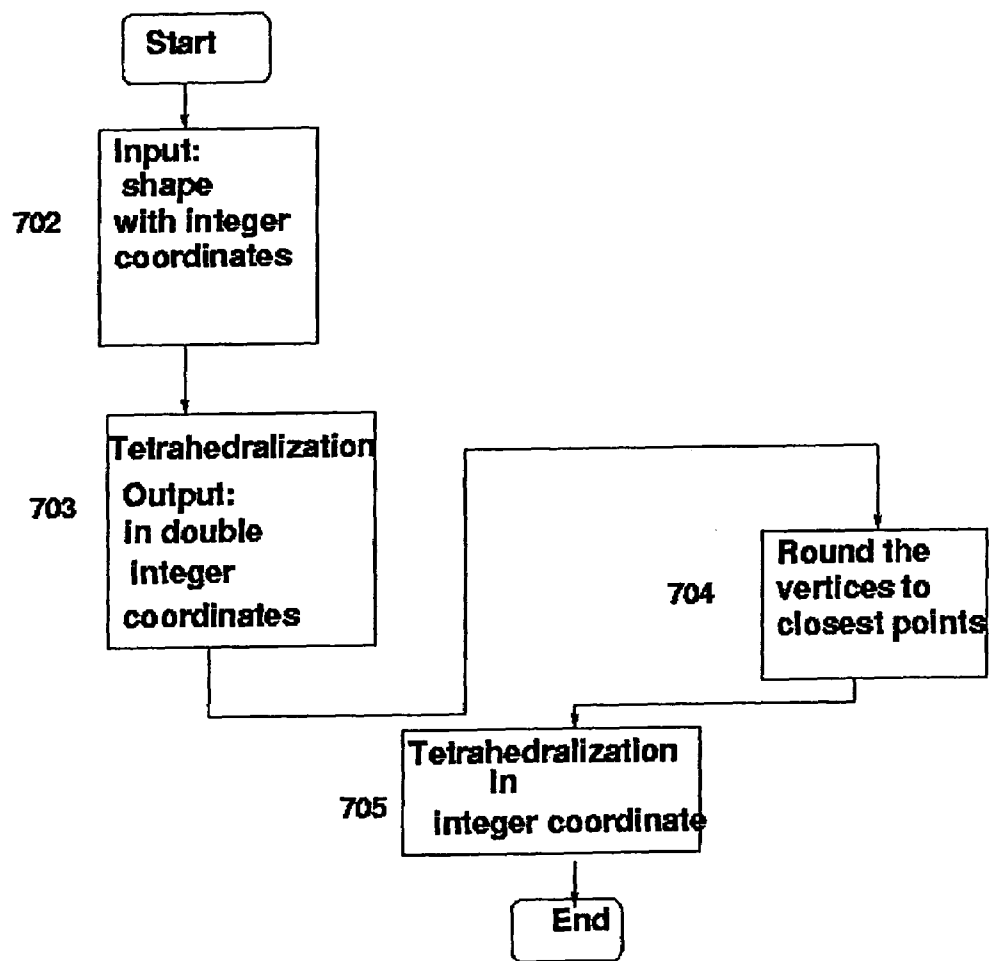 Start
702
Input:
shape
with integer
coordinates
703
Tetrahedralization
Output:
in double
integer
coordinates
704
Round the
vertices to
closest points
705
Tetrahedralization
In
integer coordinate
End